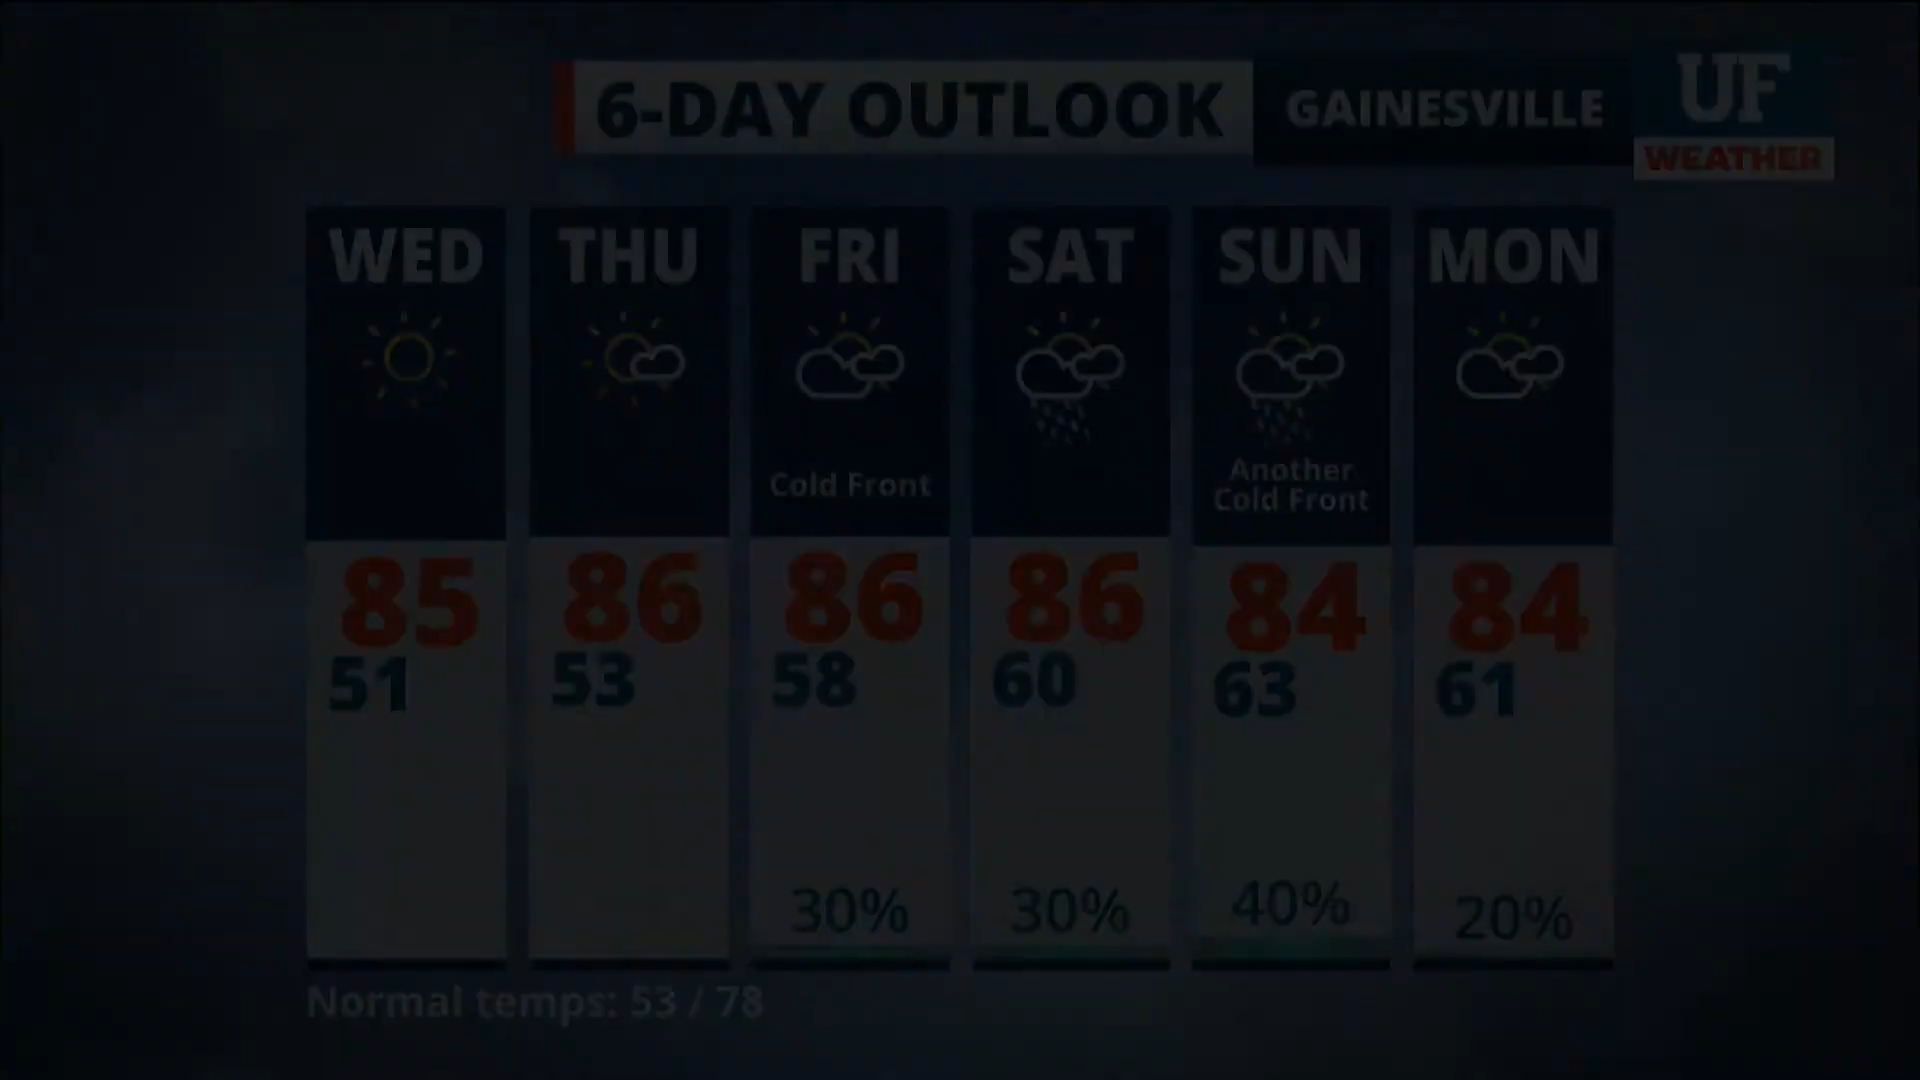 6-DAY OUTLOOK
GAINESVILLE
UF
WEATHER
WED
THU
FRI
SAT
SUN
MON
Cold Front
Another
Cold Front
85
86
86
86
84
84
51
53
58
60
63
61
30%
30%
40%
20%
Normal temps: 53 / 78